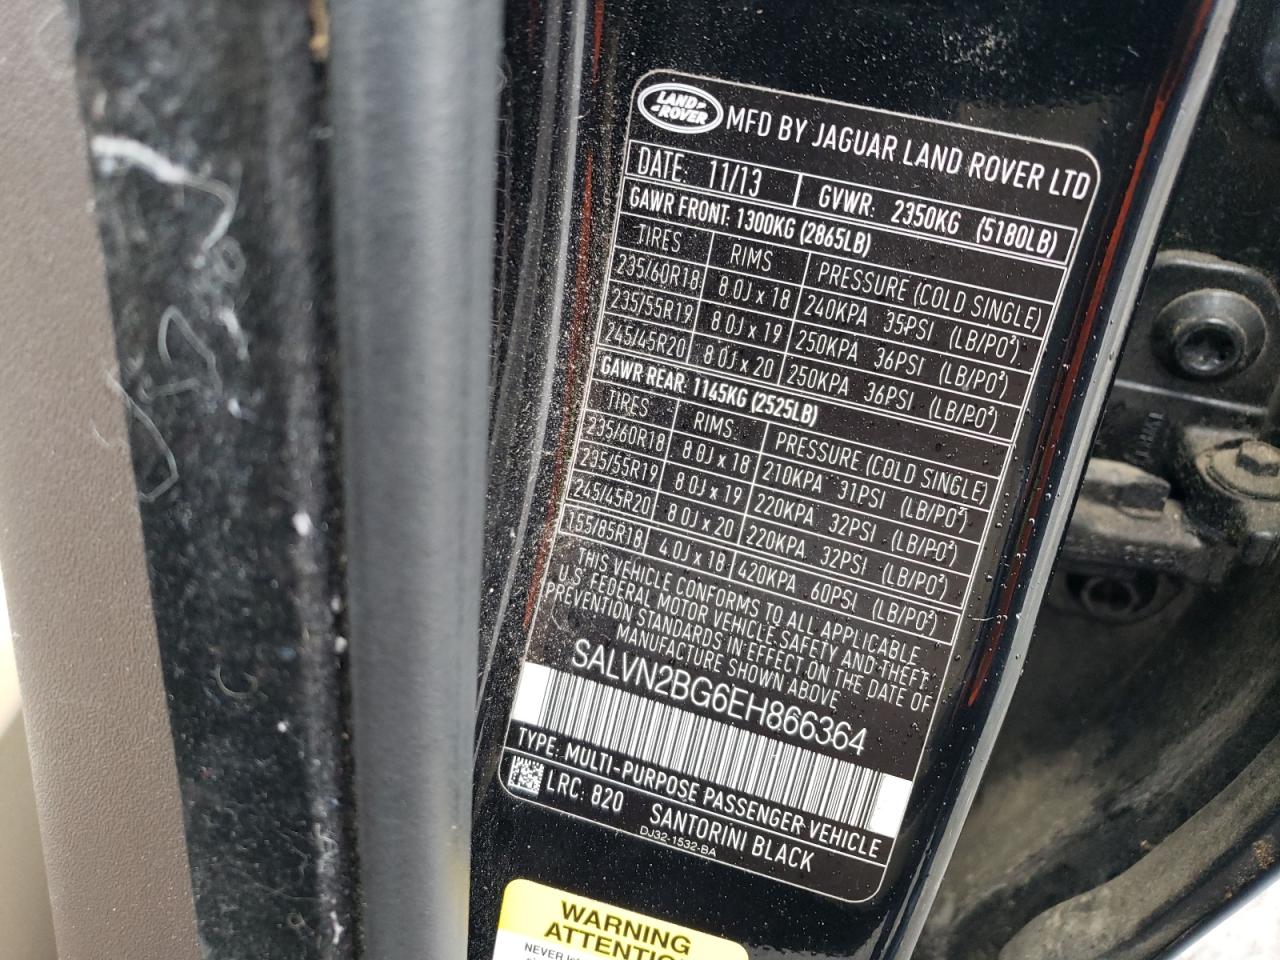 LAND ROVER MFD BY JAGUAR LAND ROVER LTD
DATE: 11/13 GVWR: 2350KG (5180LB)
GAWR FRONT: 1300KG (2865LB)
TIRES RIMS PRESSURE (COLD SINGLE)
235/60R18 8.0J x 18 240KPA 35PSI (LB/PO²)
235/55R19 8.0J x 19 250KPA 36PSI (LB/PO²)
245/45R20 8.0J x 20 250KPA 36PSI (LB/PO²)
GAWR REAR: 1145KG (2525LB)
TIRES RIMS PRESSURE (COLD SINGLE)
235/60R18 8.0J x 18 210KPA 31PSI (LB/PO²)
235/55R19 8.0J x 19 220KPA 32PSI (LB/PO²)
245/45R20 8.0J x 20 220KPA 32PSI (LB/PO²)
155/85R18 4.0J x 18 420KPA 60PSI (LB/PO²)
THIS VEHICLE CONFORMS TO ALL APPLICABLE
U.S. FEDERAL MOTOR VEHICLE SAFETY AND THEFT
PREVENTION STANDARDS IN EFFECT ON THE DATE OF
MANUFACTURE SHOWN ABOVE
SALVN2BG6EH866364
TYPE: MULTI-PURPOSE PASSENGER VEHICLE
LRC: 820 SANTORINI BLACK
DJ32-1532-BA
WARNING
ATTENTION
NEVER